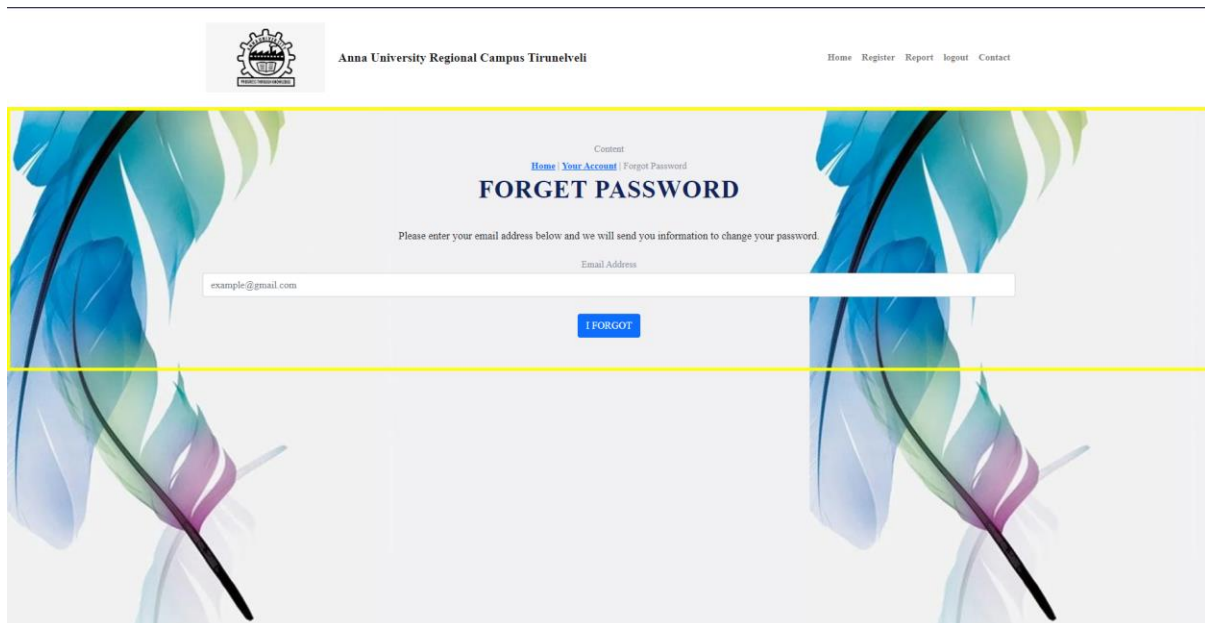 Anna University Regional Campus Tirunelveli
Home Register Report logout Contact
Content
Home | Your Account | Forgot Password
FORGET PASSWORD
Please enter your email address below and we will send you information to change your password.
Email Address
example@gmail.com
I FORGOT